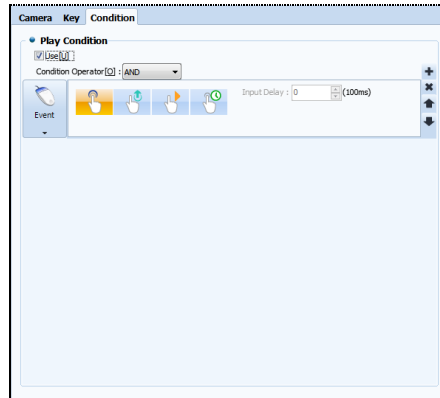 Camera Key Condition
Play Condition
Use[U]
Condition Operator[O] : AND
Event
Input Delay : 0 (100ms)